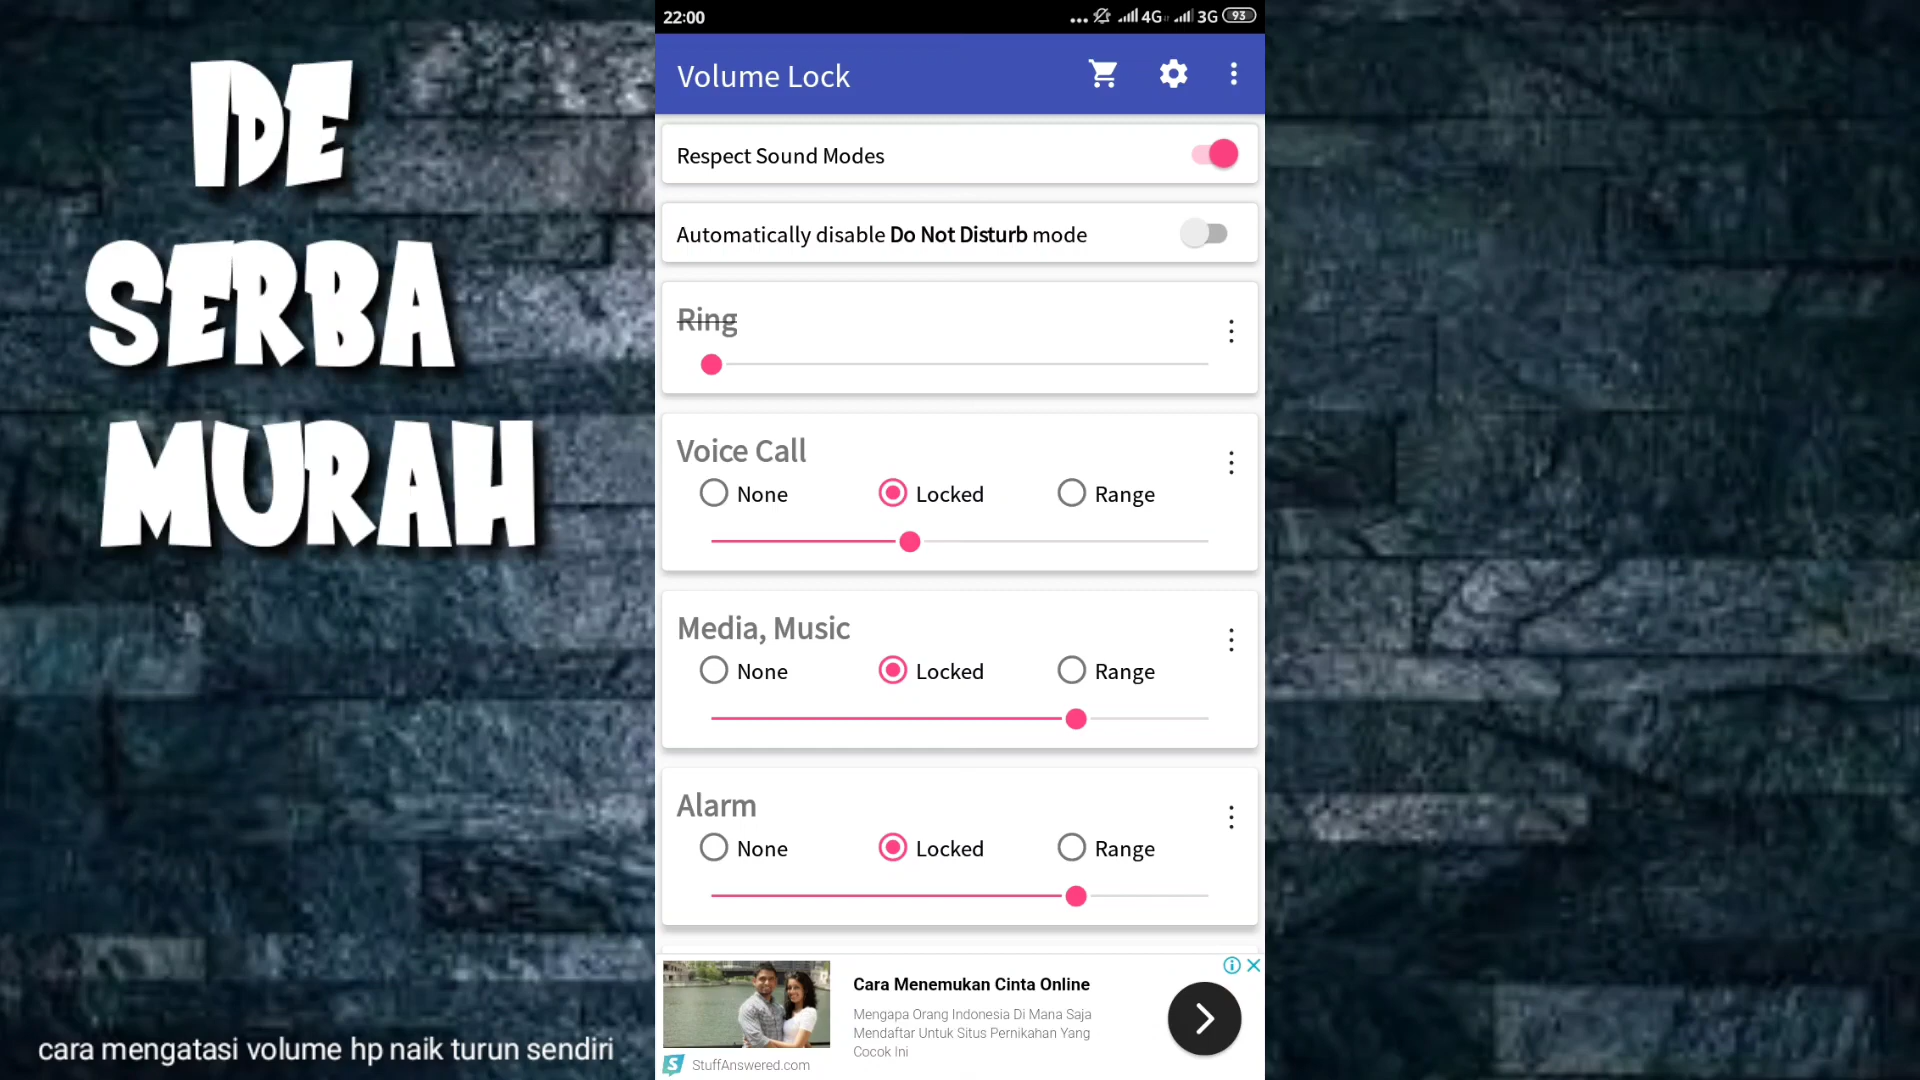 IDE
SERBA
MURAH
cara mengatasi volume hp naik turun sendiri
22:00
4G
3G
93
Volume Lock
Respect Sound Modes
Automatically disable Do Not Disturb mode
Ring
Voice Call
None
Locked
Range
Media, Music
None
Locked
Range
Alarm
None
Locked
Range
Cara Menemukan Cinta Online
Mengapa Orang Indonesia Di Mana Saja
Mendaftar Untuk Situs Pernikahan Yang
Cocok Ini
StuffAnswered.com